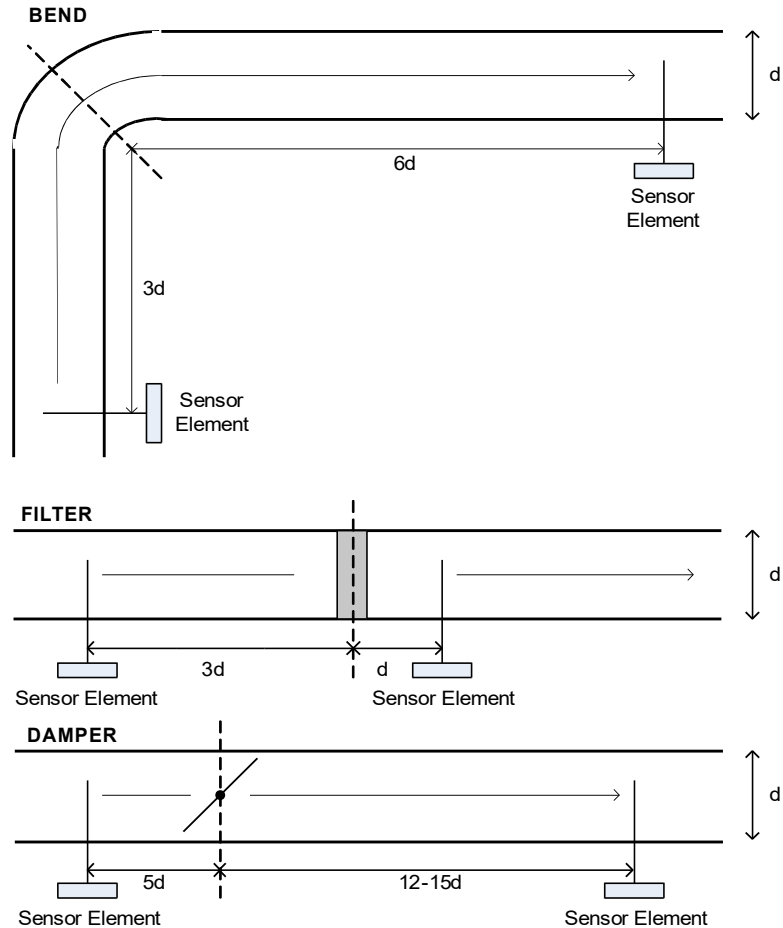 BEND
d
6d
Sensor
Element
3d
Sensor
Element
FILTER
d
3d
d
Sensor Element
Sensor Element
DAMPER
d
5d
12-15d
Sensor Element
Sensor Element